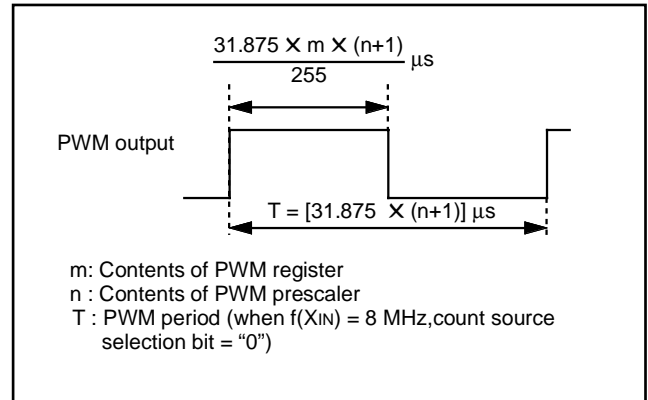 31.875 × m × (n+1)
255
μs
PWM output
T = [31.875 × (n+1)] μs
m: Contents of PWM register
n : Contents of PWM prescaler
T : PWM period (when f(XIN) = 8 MHz,count source
selection bit = “0”)